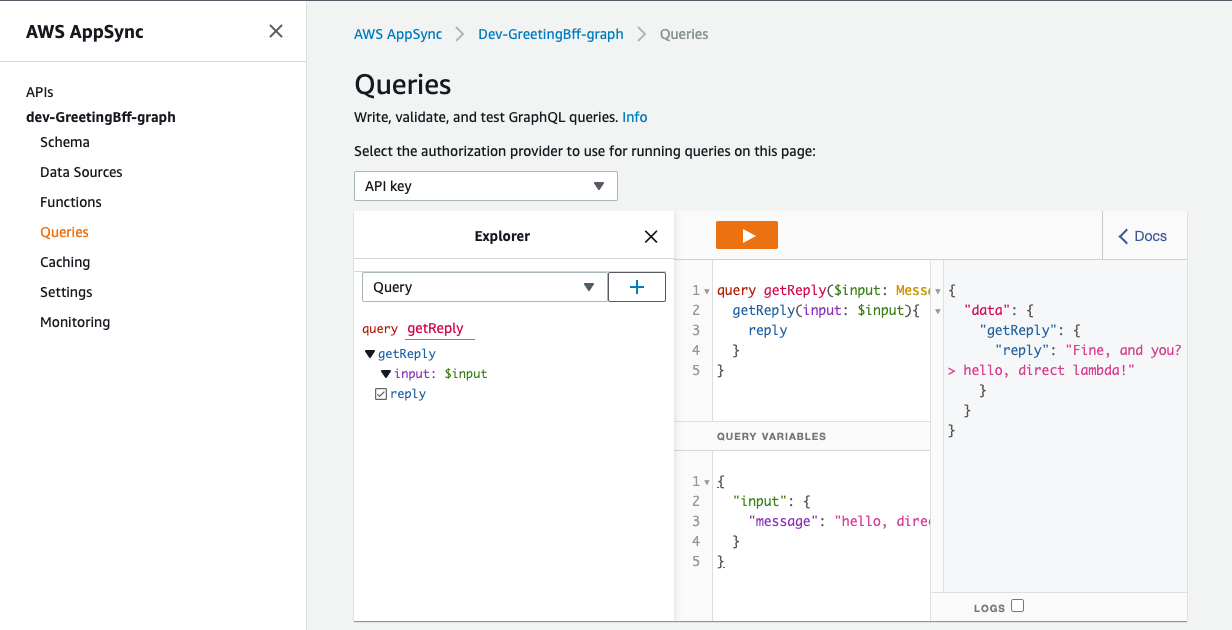 AWS AppSync
APIs
dev-GreetingBff-graph
Schema
Data Sources
Functions
Queries
Caching
Settings
Monitoring
AWS AppSync > Dev-GreetingBff-graph > Queries
Queries
Write, validate, and test GraphQL queries. Info
Select the authorization provider to use for running queries on this page:
API key
Explorer
Query
query getReply
getReply
input: $input
reply
Docs
1 query getReply($input: Mess
2 getReply(input: $input){
3 reply
4 }
5 }
QUERY VARIABLES
1 {
2 "input": {
3 "message": "hello, dire
4 }
5 }
{
"data": {
"getReply": {
"reply": "Fine, and you?
> hello, direct lambda!"
}
}
}
LOGS